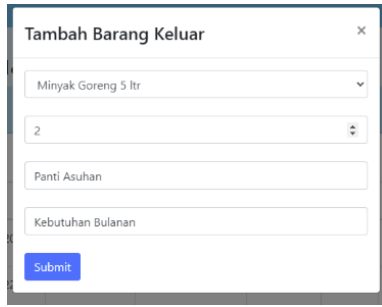 Tambah Barang Keluar ×
Minyak Goreng 5 ltr
2
Panti Asuhan
Kebutuhan Bulanan
Submit